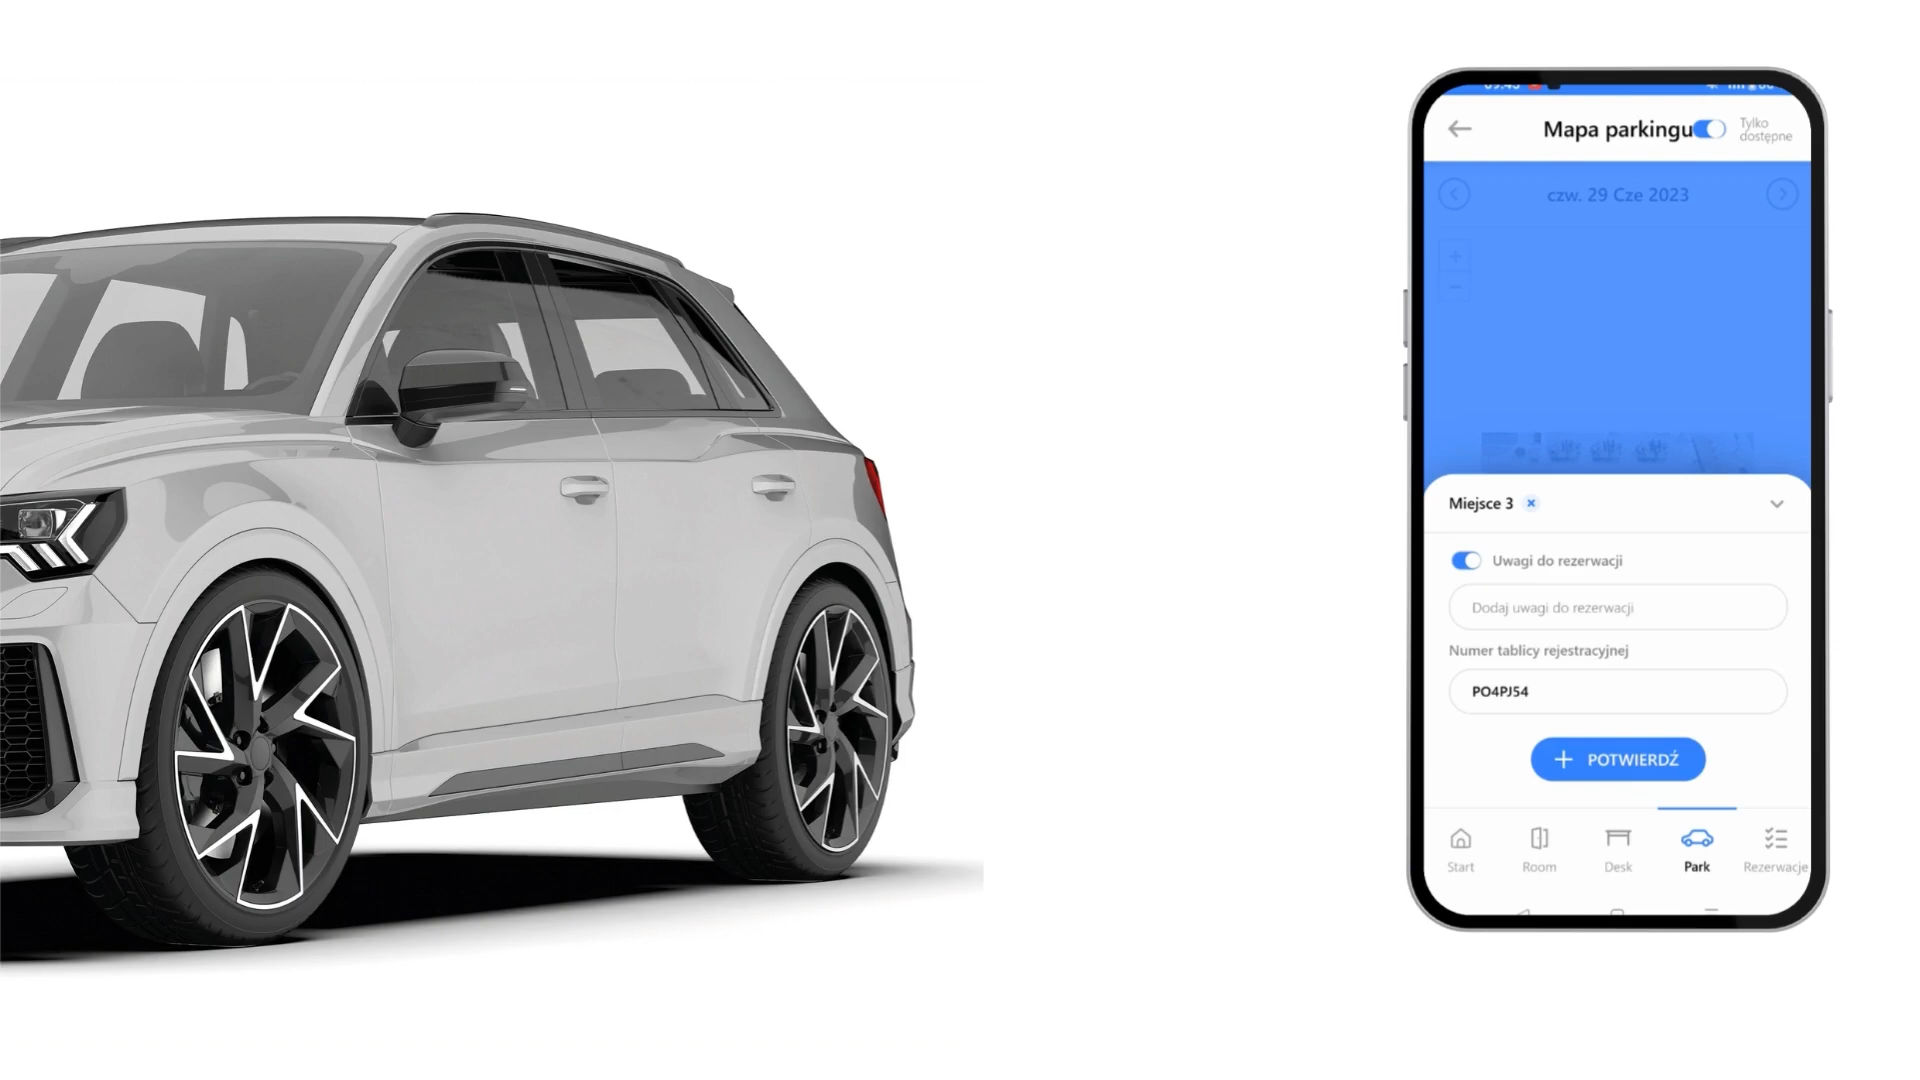 Mapa parkingu
Tylko
dostępne
czw. 29 Cze 2023
Miejsce 3
Uwagi do rezerwacji
Dodaj uwagi do rezerwacji
Numer tablicy rejestracyjnej
PO4PJ54
POTWIERDŹ
Start
Room
Desk
Park
Rezerwacje